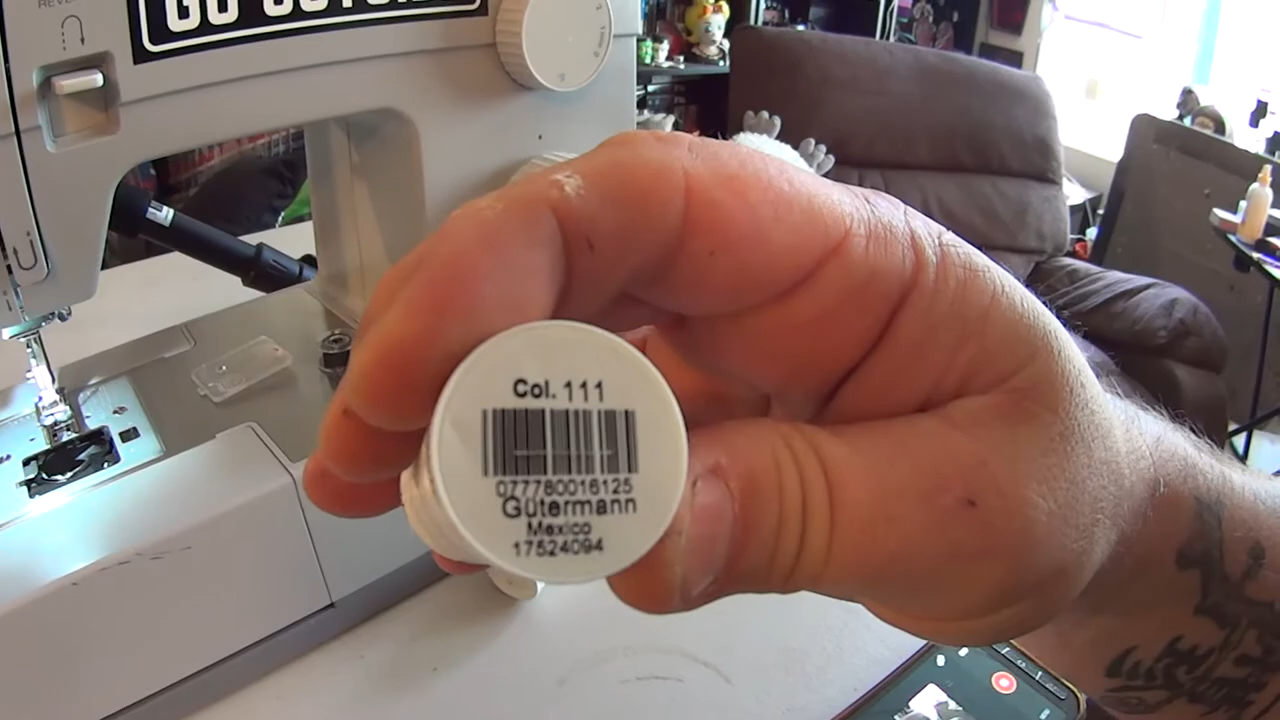 Col. 111
077780016125
Gütermann
Mexico
17524094